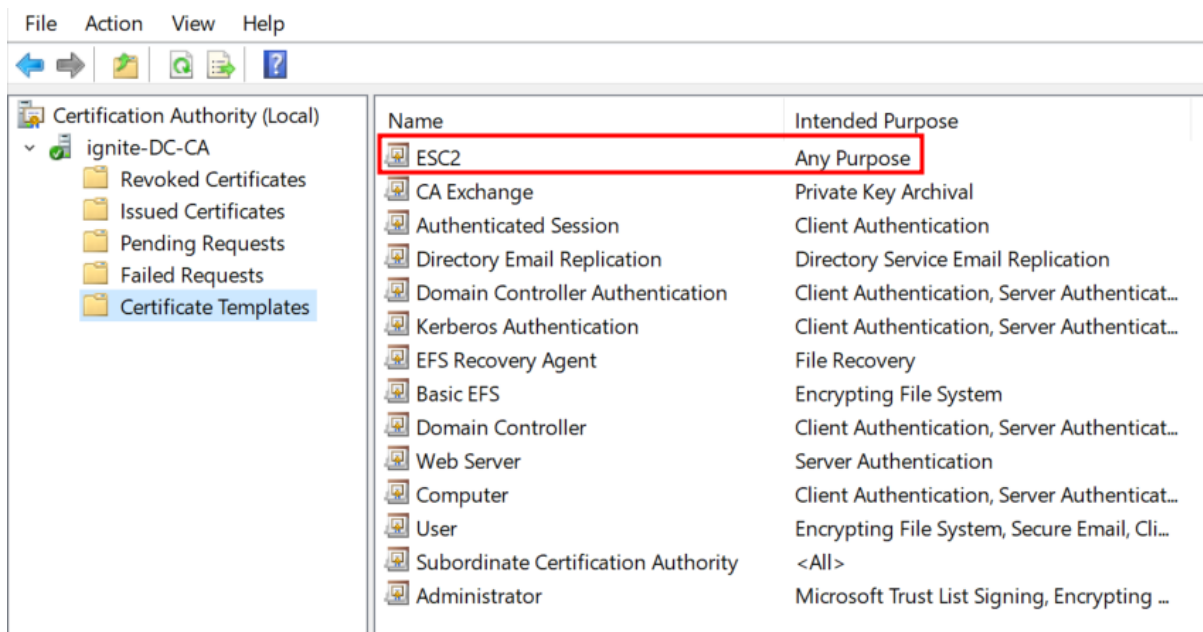 File Action View Help
Certification Authority (Local)
ignite-DC-CA
Revoked Certificates
Issued Certificates
Pending Requests
Failed Requests
Certificate Templates
Name Intended Purpose
ESC2 Any Purpose
CA Exchange Private Key Archival
Authenticated Session Client Authentication
Directory Email Replication Directory Service Email Replication
Domain Controller Authentication Client Authentication, Server Authenticat...
Kerberos Authentication Client Authentication, Server Authenticat...
EFS Recovery Agent File Recovery
Basic EFS Encrypting File System
Domain Controller Client Authentication, Server Authenticat...
Web Server Server Authentication
Computer Client Authentication, Server Authenticat...
User Encrypting File System, Secure Email, Cli...
Subordinate Certification Authority <All>
Administrator Microsoft Trust List Signing, Encrypting ...